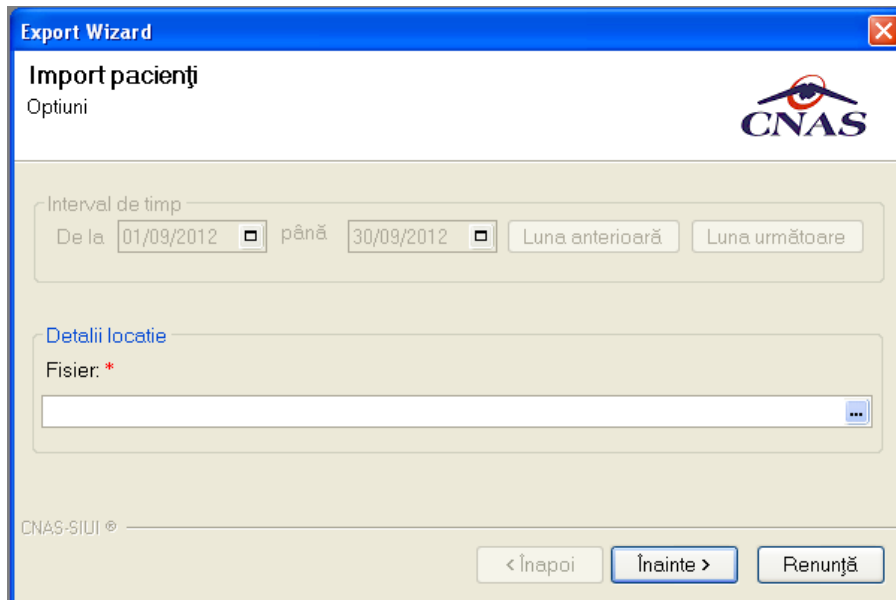 Export Wizard
Import pacienţi
Optiuni
CNAS
Interval de timp
De la 01/09/2012 până 30/09/2012 Luna anterioară Luna următoare
Detalii locatie
Fisier: *
...
CNAS-SIUI ®
< Înapoi Înainte > Renunţă